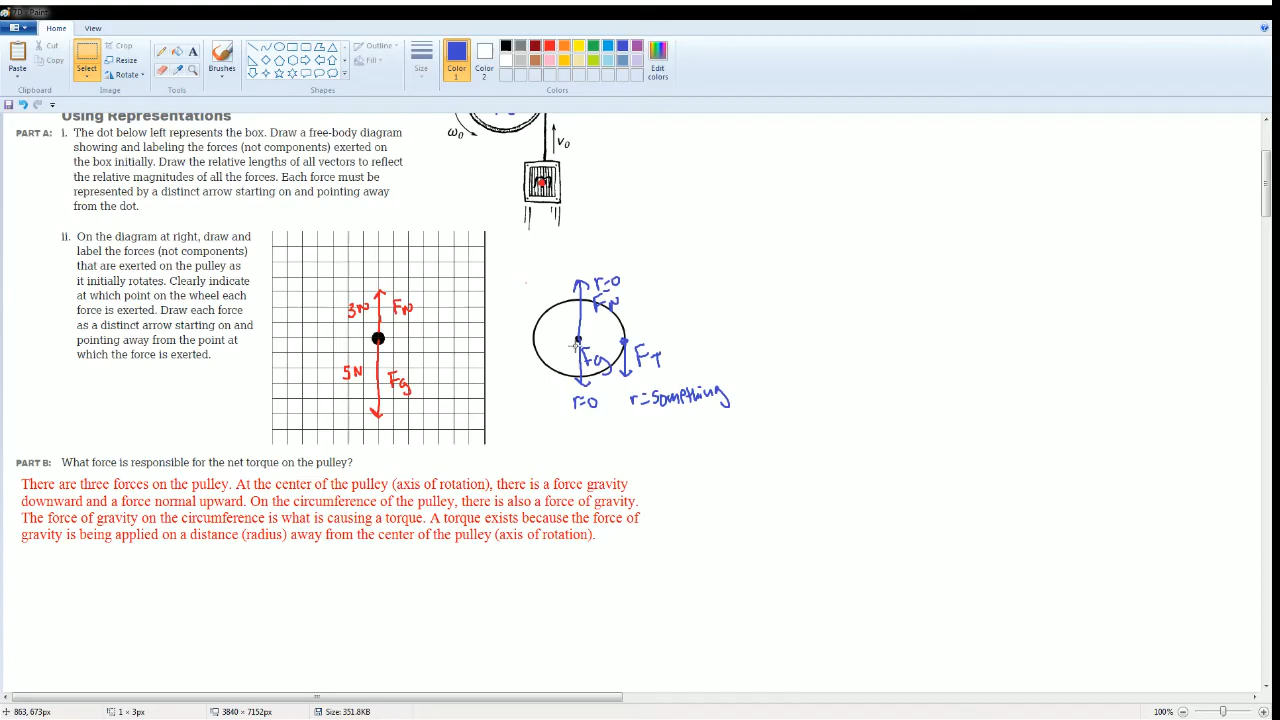 7D - Paint
Home
View
Paste
Cut
Copy
Clipboard
Select
Crop
Resize
Rotate
Image
Tools
Brushes
Outline
Fill
Shapes
Size
Color 1
Color 2
Edit colors
Colors
Using Representations
PART A: i. The dot below left represents the box. Draw a free-body diagram
showing and labeling the forces (not components) exerted on
the box initially. Draw the relative lengths of all vectors to reflect
the relative magnitudes of all the forces. Each force must be
represented by a distinct arrow starting on and pointing away
from the dot.
ω0
v0
ii. On the diagram at right, draw and
label the forces (not components)
that are exerted on the pulley as
it initially rotates. Clearly indicate
at which point on the wheel each
force is exerted. Draw each force
as a distinct arrow starting on and
pointing away from the point at
which the force is exerted.
3N FN
5N Fg
r=0
FN
Fg
FT
r=0
r=something
PART B: What force is responsible for the net torque on the pulley?
There are three forces on the pulley. At the center of the pulley (axis of rotation), there is a force gravity
downward and a force normal upward. On the circumference of the pulley, there is also a force of gravity.
The force of gravity on the circumference is what is causing a torque. A torque exists because the force of
gravity is being applied on a distance (radius) away from the center of the pulley (axis of rotation).
863, 673px
1 × 3px
3840 × 7152px
Size: 351.8KB
100%